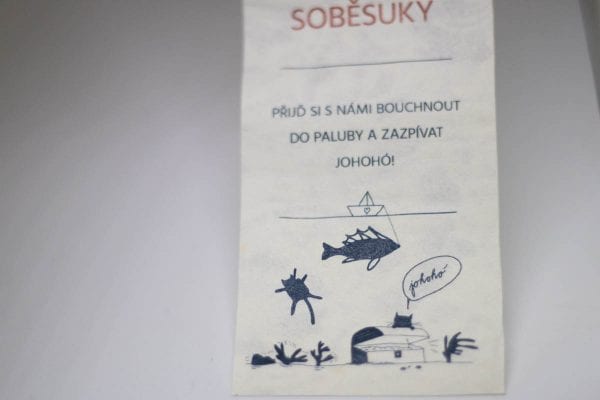 SOBĚSUKY
PŘIJĎ SI S NÁMI BOUCHNOUT
DO PALUBY A ZAZPÍVAT
JOHOHÓ!
johohó